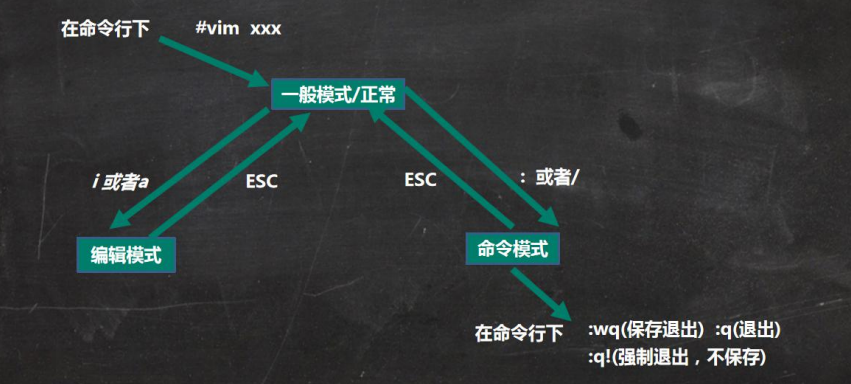 在命令行下 #vim xxx
一般模式/正常
i 或者a
ESC
ESC
: 或者/
编辑模式
命令模式
在命令行下 :wq(保存退出) :q(退出)
:q!(强制退出，不保存)